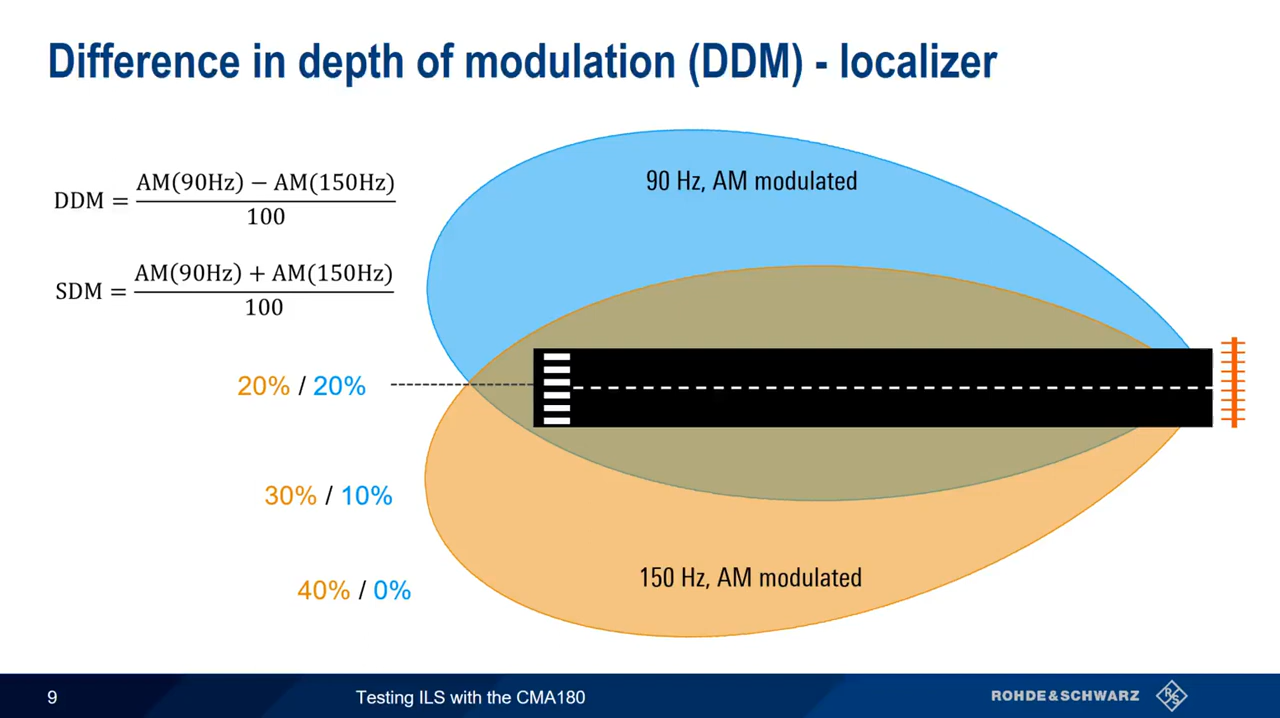 Difference in depth of modulation (DDM) - localizer
90 Hz, AM modulated
DDM = AM(90Hz) − AM(150Hz) / 100
SDM = AM(90Hz) + AM(150Hz) / 100
20% / 20%
30% / 10%
40% / 0%
150 Hz, AM modulated
9
Testing ILS with the CMA180
ROHDE & SCHWARZ
R&S